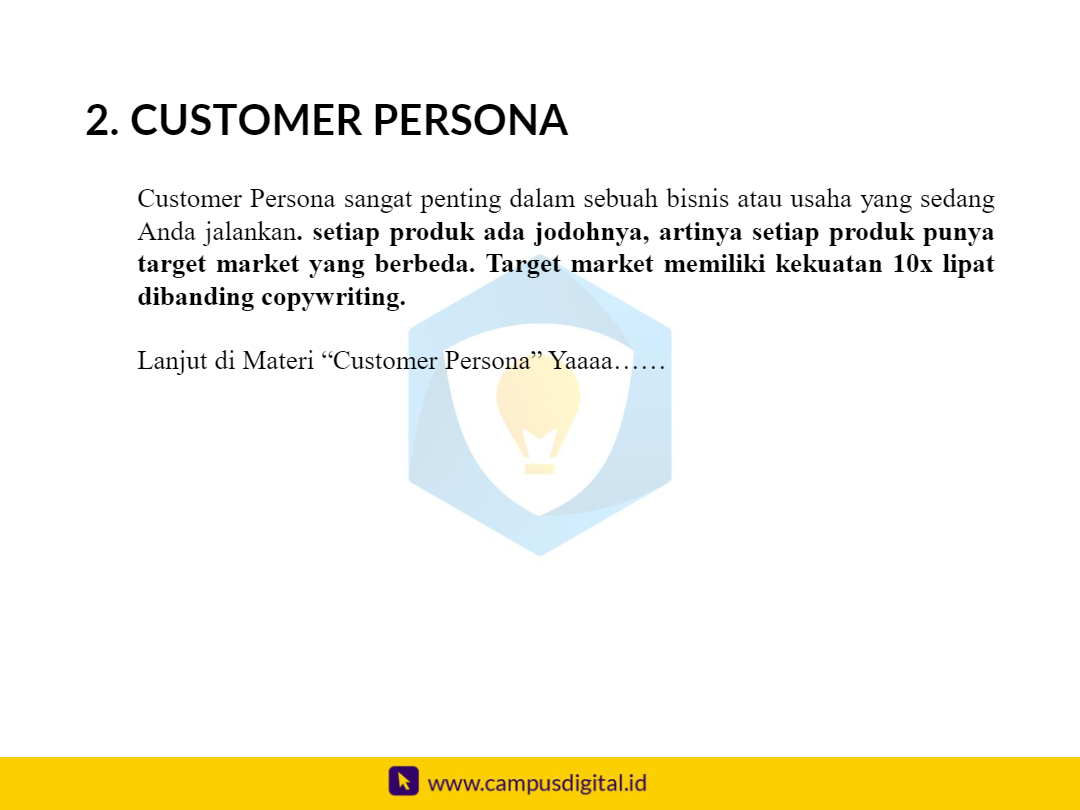 2. CUSTOMER PERSONA
Customer Persona sangat penting dalam sebuah bisnis atau usaha yang sedang
Anda jalankan. setiap produk ada jodohnya, artinya setiap produk punya
target market yang berbeda. Target market memiliki kekuatan 10x lipat
dibanding copywriting.
Lanjut di Materi “Customer Persona” Yaaaa……
www.campusdigital.id